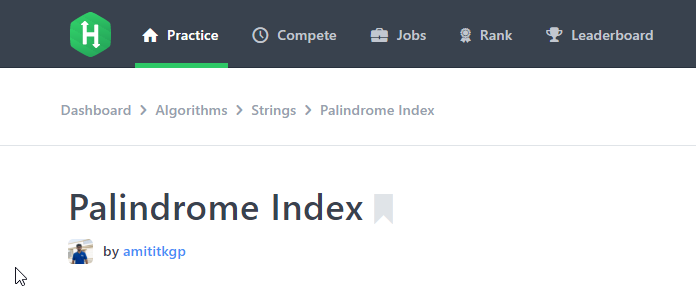 H Practice Compete Jobs Rank Leaderboard
Dashboard > Algorithms > Strings > Palindrome Index
Palindrome Index
by amititkgp